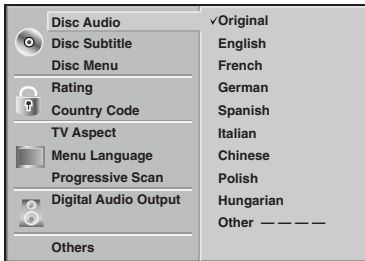 Disc Audio
Disc Subtitle
Disc Menu
Rating
Country Code
TV Aspect
Menu Language
Progressive Scan
Digital Audio Output
Others
✓Original
English
French
German
Spanish
Italian
Chinese
Polish
Hungarian
Other — — — —